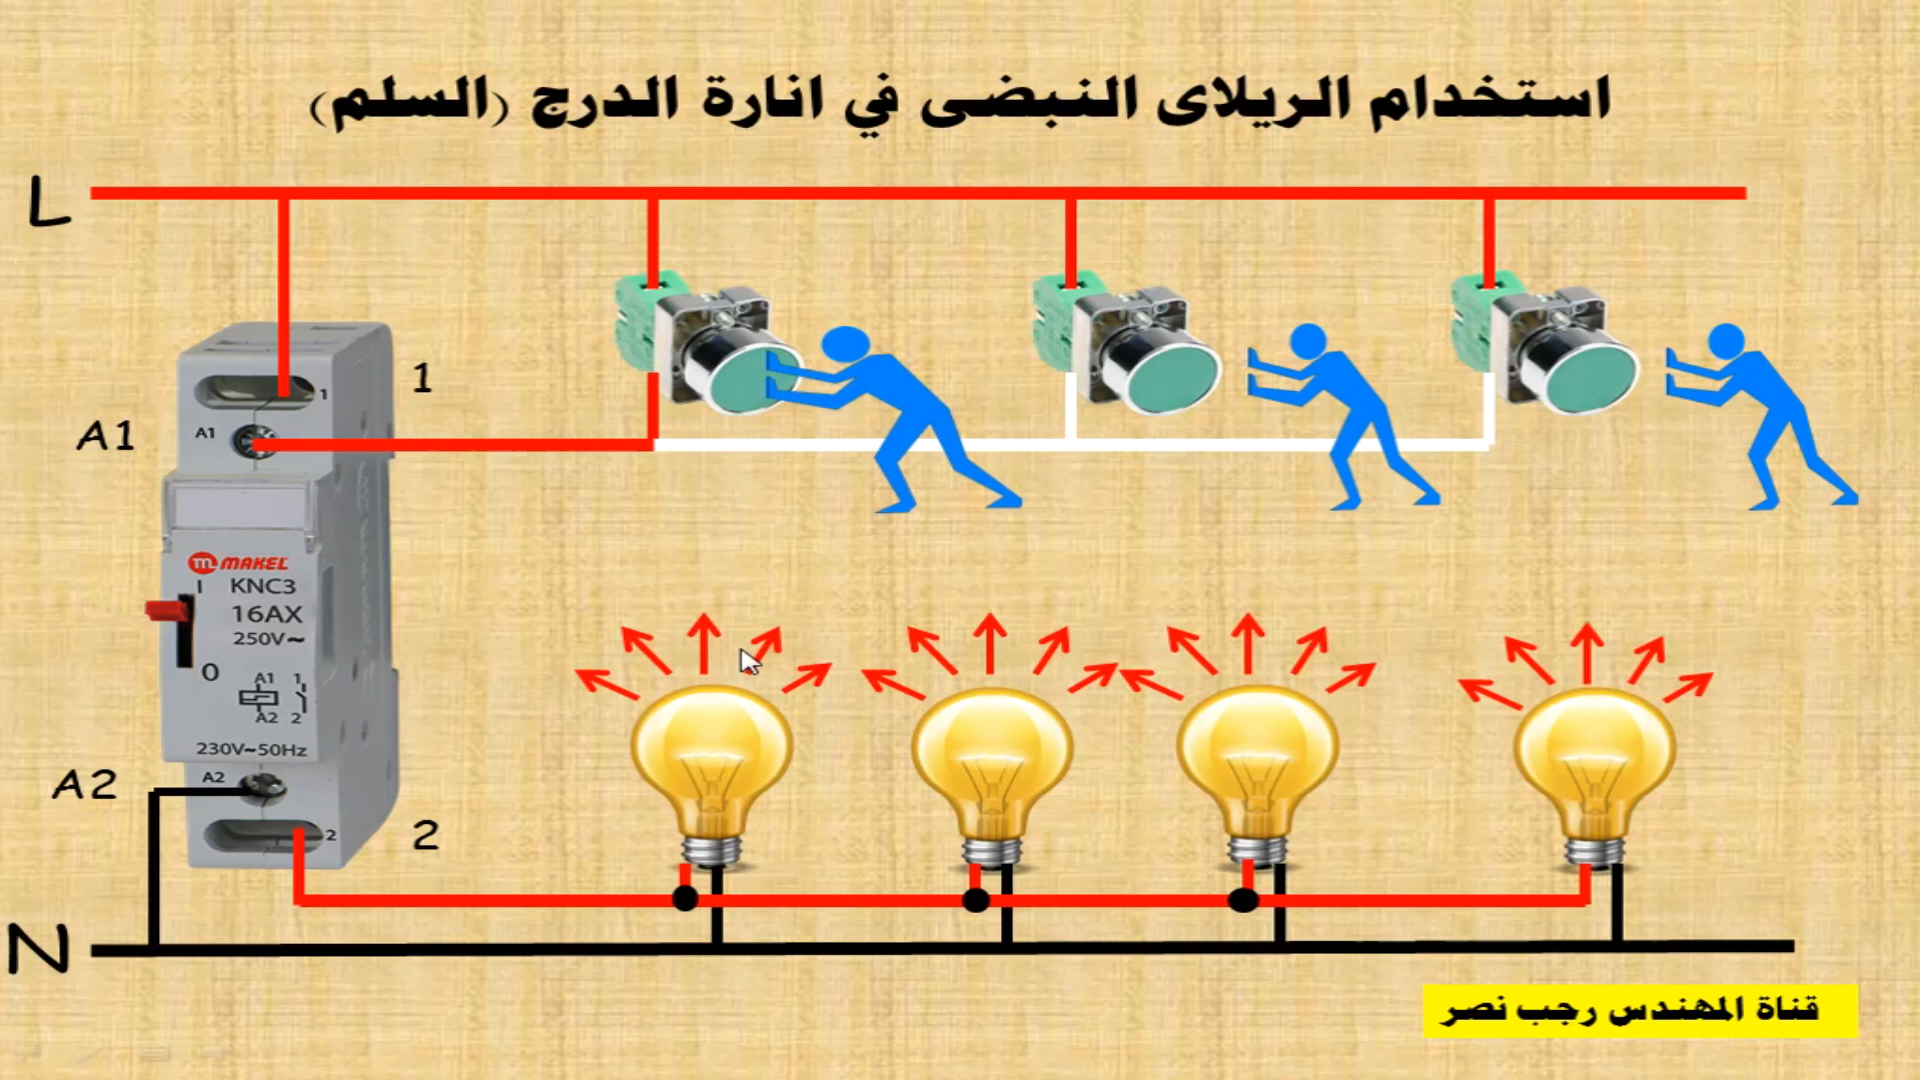 استخدام الريلاى النبضى في انارة الدرج (السلم)
L
1
1
A1
A1
MAKEL
I
KNC3
16AX
250V~
0
A1 1
A2 2
230V~50Hz
A2
A2
2
2
N
قناة المهندس رجب نصر